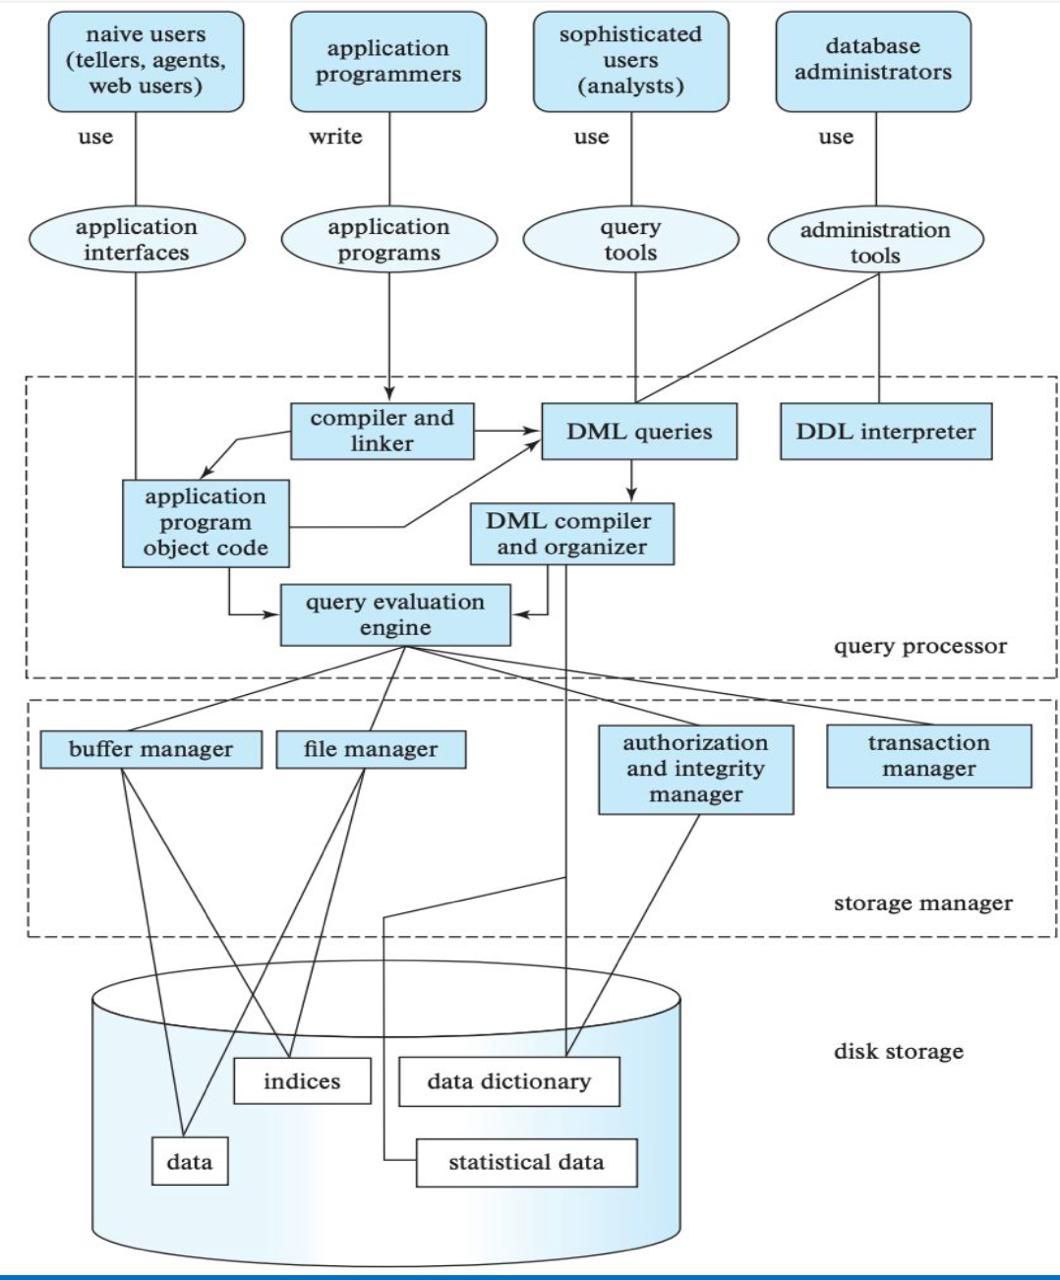 naive users
(tellers, agents,
web users)
application
programmers
sophisticated
users
(analysts)
database
administrators
use
write
use
use
application
interfaces
application
programs
query
tools
administration
tools
compiler and
linker
DML queries
DDL interpreter
application
program
object code
DML compiler
and organizer
query evaluation
engine
query processor
buffer manager
file manager
authorization
and integrity
manager
transaction
manager
storage manager
disk storage
indices
data dictionary
data
statistical data